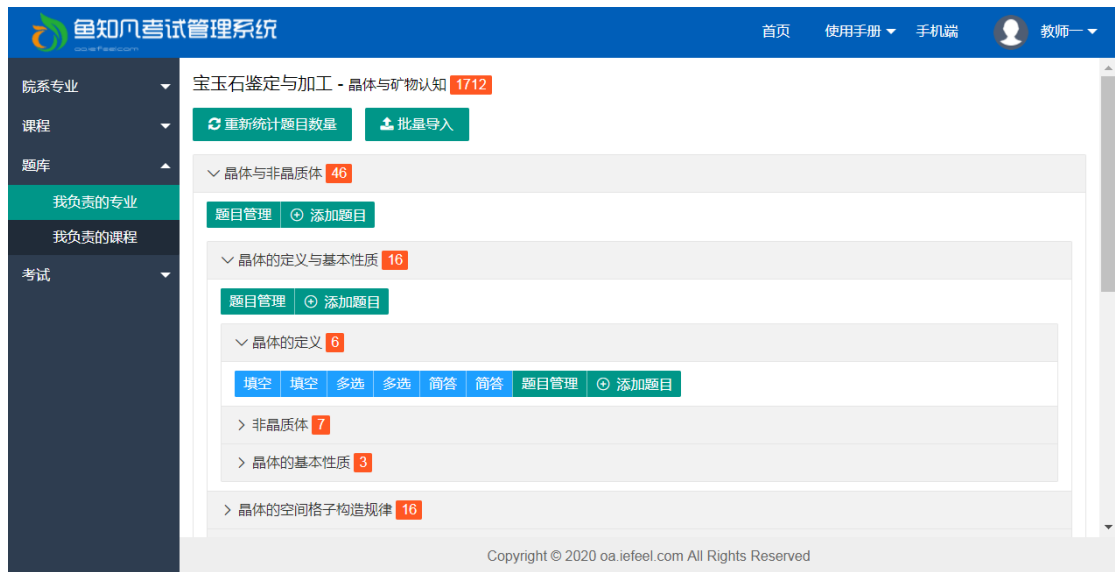 鱼知凡考试管理系统
oa.iefeel.com
首页 使用手册 手机端 教师一
院系专业
课程
题库
我负责的专业
我负责的课程
考试
宝玉石鉴定与加工 - 晶体与矿物认知 1712
重新统计题目数量 批量导入
晶体与非晶质体 46
题目管理 添加题目
晶体的定义与基本性质 16
题目管理 添加题目
晶体的定义 6
填空 填空 多选 多选 简答 简答 题目管理 添加题目
非晶质体 7
晶体的基本性质 3
晶体的空间格子构造规律 16
Copyright © 2020 oa.iefeel.com All Rights Reserved